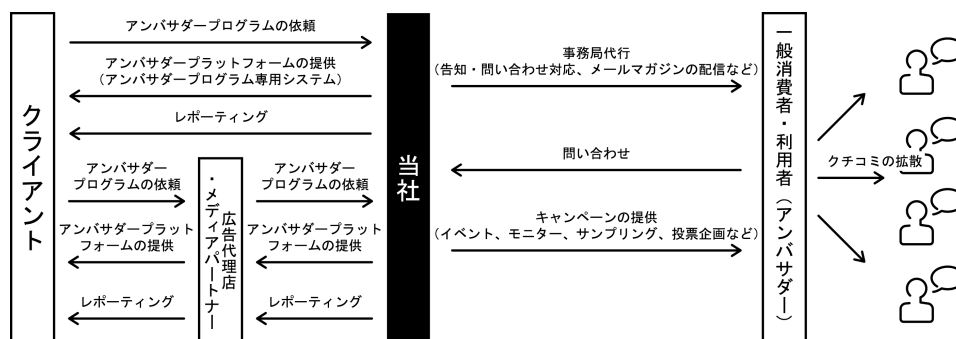 クライアント
アンバサダープログラムの依頼
アンバサダープラットフォームの提供
（アンバサダープログラム専用システム）
レポーティング
アンバサダー
プログラムの依頼
アンバサダープラット
フォームの提供
レポーティング
広告代理店
・メディアパートナー
アンバサダー
プログラムの依頼
アンバサダープラット
フォームの提供
レポーティング
当社
事務局代行
（告知・問い合わせ対応、メールマガジンの配信など）
問い合わせ
キャンペーンの提供
（イベント、モニター、サンプリング、投票企画など）
一般消費者・利用者（アンバサダー）
クチコミの拡散